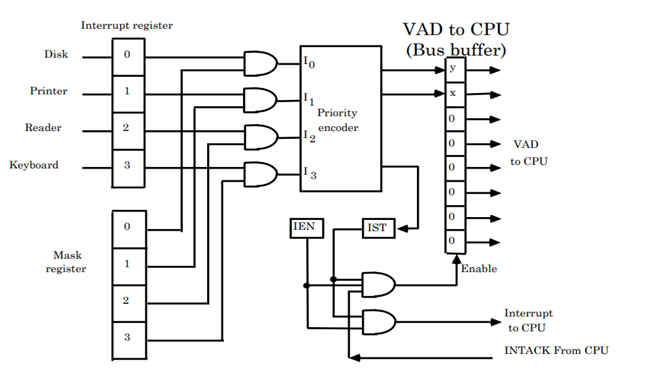 Interrupt register
VAD to CPU
(Bus buffer)
Disk
0
I0
y
Printer
1
I1
x
Priority
encoder
0
Reader
2
I2
0
VAD
to CPU
Keyboard
3
I3
0
0
0
0
Mask
register
0
1
2
3
IEN
IST
Enable
Interrupt
to CPU
INTACK From CPU